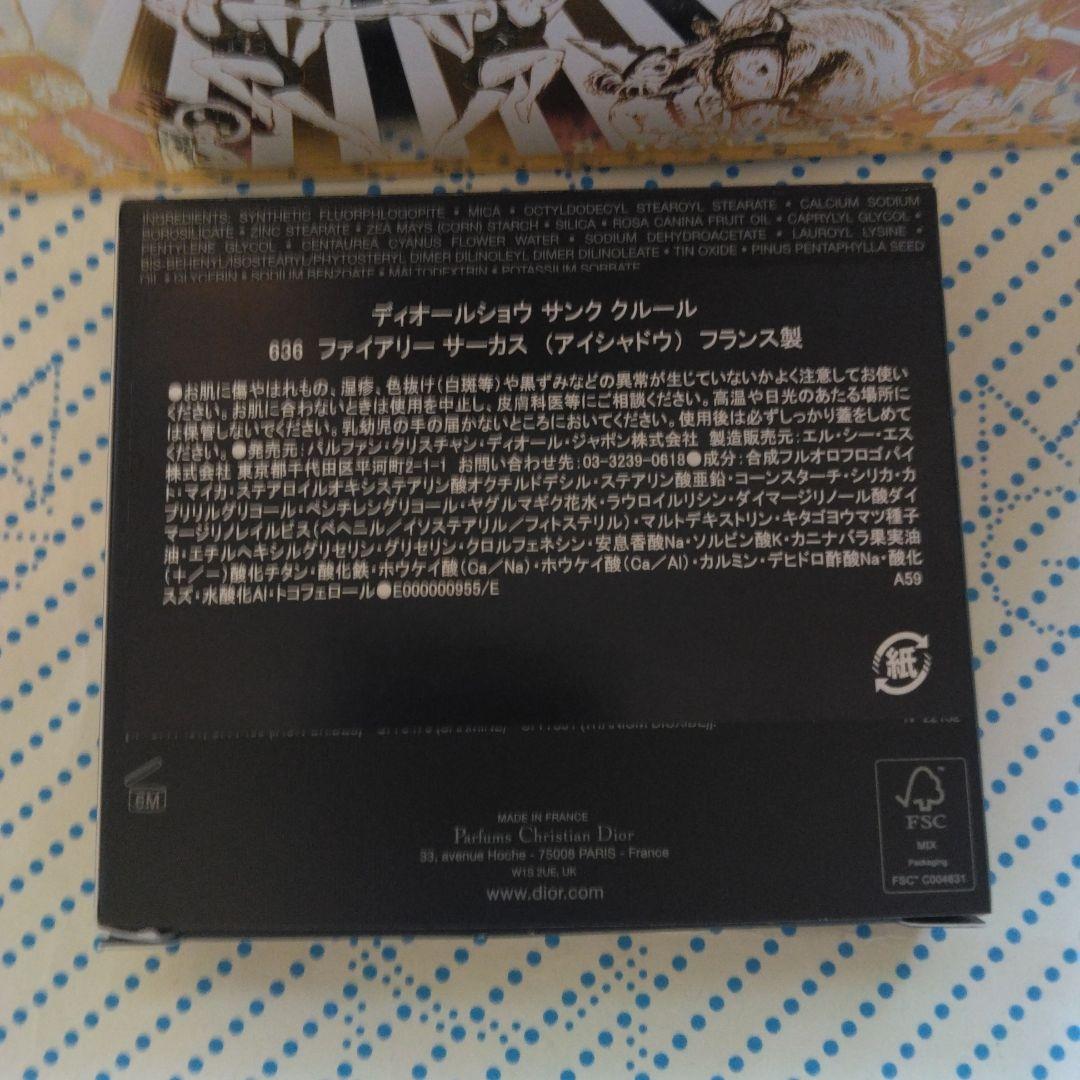 INGREDIENTS: SYNTHETIC FLUORPHLOGOPITE • MICA • OCTYLDODECYL STEAROYL STEARATE • CALCIUM SODIUM
BOROSILICATE • ZINC STEARATE • ZEA MAYS (CORN) STARCH • SILICA • ROSA CANINA FRUIT OIL • CAPRYLYL GLYCOL •
PENTYLENE GLYCOL • CENTAUREA CYANUS FLOWER WATER • SODIUM DEHYDROACETATE • LAUROYL LYSINE •
BIS-BEHENYL/ISOSTEARYL/PHYTOSTERYL DIMER DILINOLEYL DIMER DILINOLEATE • TIN OXIDE • PINUS PENTAPHYLLA SEED
OIL • GLYCERIN • SODIUM BENZOATE • MALTODEXTRIN • POTASSIUM SORBATE
ディオールショウ サンク クルール
636 ファイアリー サーカス (アイシャドウ) フランス製
●お肌に傷やはれもの、湿疹、色抜け(白斑等)や黒ずみなどの異常が生じていないかよく注意してお使い
ください。お肌に合わないときは使用を中止し、皮膚科医等にご相談ください。高温や日光のあたる場所に
は保管しないでください。乳幼児の手の届かないところにおいてください。使用後は必ずしっかり蓋をしめて
ください。●発売元:パルファン・クリスチャン・ディオール・ジャポン株式会社 製造販売元:エル・シー・エス
株式会社 東京都千代田区平河町2-1-1 お問い合わせ先:03-3239-0618●成分:合成フルオロフロゴパイ
ト・マイカ・ステアロイルオキシステアリン酸オクチルドデシル・ステアリン酸亜鉛・コーンスターチ・シリカ・カ
プリリルグリコール・ペンチレングリコール・ヤグルマギク花水・ラウロイルリシン・ダイマージリノール酸ダイ
マージリノレイルビス(ベヘニル/イソステアリル/フィトステリル)・マルトデキストリン・キタゴヨウマツ種子
油・エチルヘキシルグリセリン・グリセリン・クロルフェネシン・安息香酸Na・ソルビン酸K・カニナバラ果実油
(+/-)酸化チタン・酸化鉄・ホウケイ酸(Ca/Na)・ホウケイ酸(Ca/Al)・カルミン・デヒドロ酢酸Na・酸化
スズ・水酸化Al・トコフェロール●E000000955/E
A59
紙
6M
MADE IN FRANCE
Parfums Christian Dior
33, avenue Hoche - 75008 PARIS - France
W1S 2UE, UK
www.dior.com
FSC
MIX
Packaging
FSC™ C004631